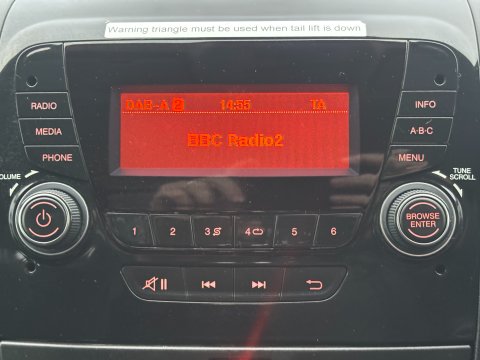 Warning triangle must be used when tail lift is down
DAB-A 2 14:55 TA
BBC Radio2
RADIO
MEDIA
PHONE
INFO
A-B-C
MENU
VOLUME
TUNE
SCROLL
BROWSE
ENTER
1 2 3 4 5 6